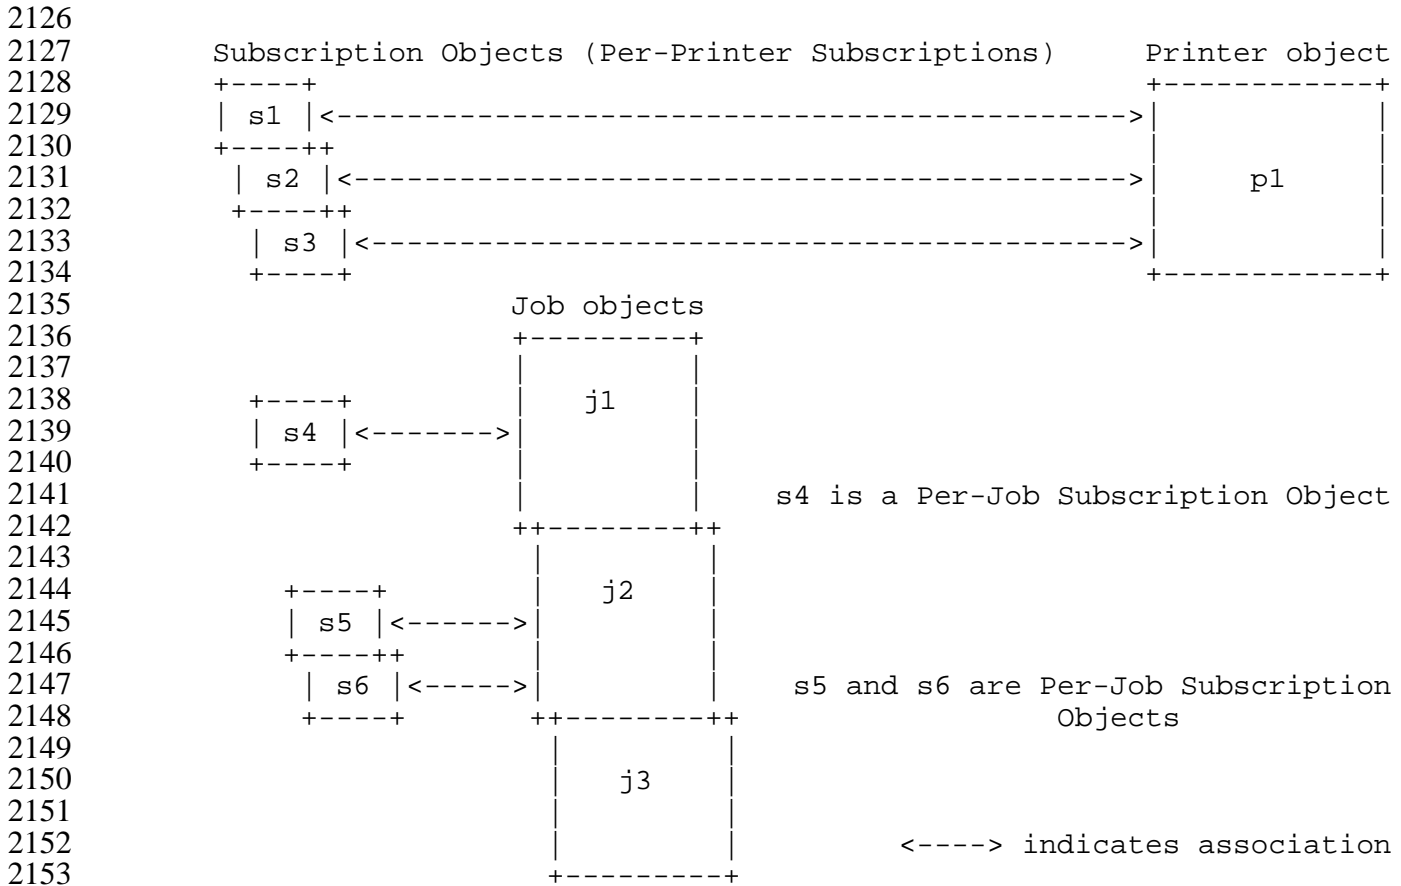 2126
2127        Subscription Objects (Per-Printer Subscriptions)     Printer object
2128        +----+                                               +------------+
2129        | s1 |<--------------------------------------------->|            |
2130        +----++                                              |            |
2131         | s2 |<-------------------------------------------->|     p1     |
2132         +----++                                             |            |
2133          | s3 |<------------------------------------------->|            |
2134          +----+                                             +------------+
2135                         Job objects
2136                         +---------+
2137                         |         |
2138          +----+         |   j1    |
2139          | s4 |<------->|         |
2140          +----+         |         |
2141                         |         |    s4 is a Per-Job Subscription Object
2142                         ++--------++
2143                          |         |
2144            +----+        |   j2    |
2145            | s5 |<------>|         |
2146            +----++       |         |
2147             | s6 |<----->|         |    s5 and s6 are Per-Job Subscription
2148             +----+       ++--------++                  Objects
2149                           |         |
2150                           |   j3    |
2151                           |         |
2152                           |         |         <----> indicates association
2153                           +---------+